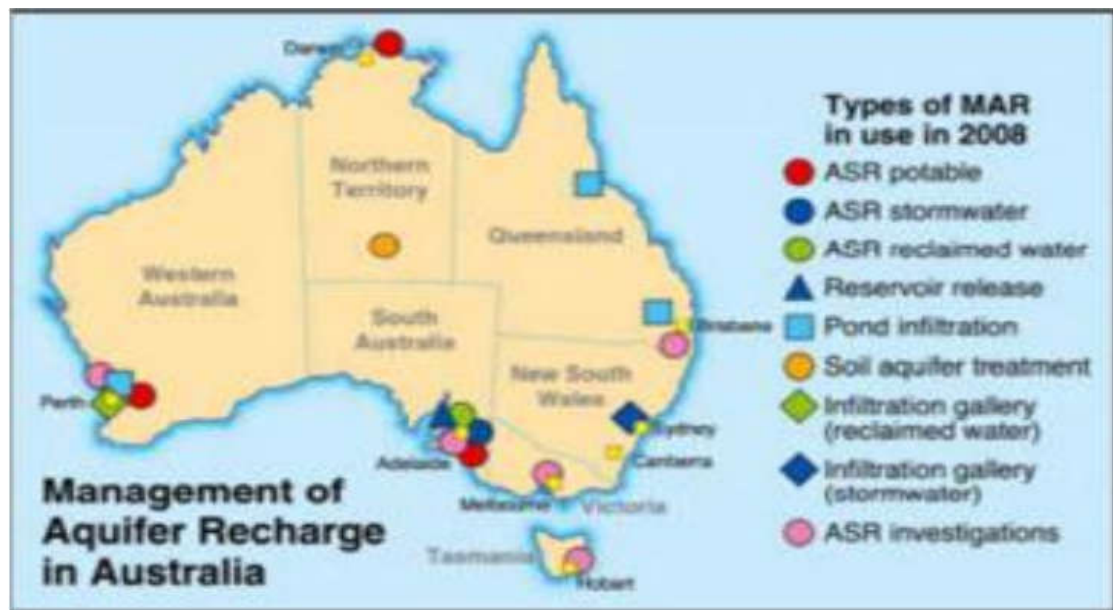 Darwin
Northern
Territory
Queensland
Western
Australia
South
Australia
Brisbane
New South
Wales
Perth
Sydney
Adelaide
Canberra
Melbourne
Victoria
Tasmania
Hobart
Management of
Aquifer Recharge
in Australia
Types of MAR
in use in 2008
ASR potable
ASR stormwater
ASR reclaimed water
Reservoir release
Pond infiltration
Soil aquifer treatment
Infiltration gallery
(reclaimed water)
Infiltration gallery
(stormwater)
ASR investigations